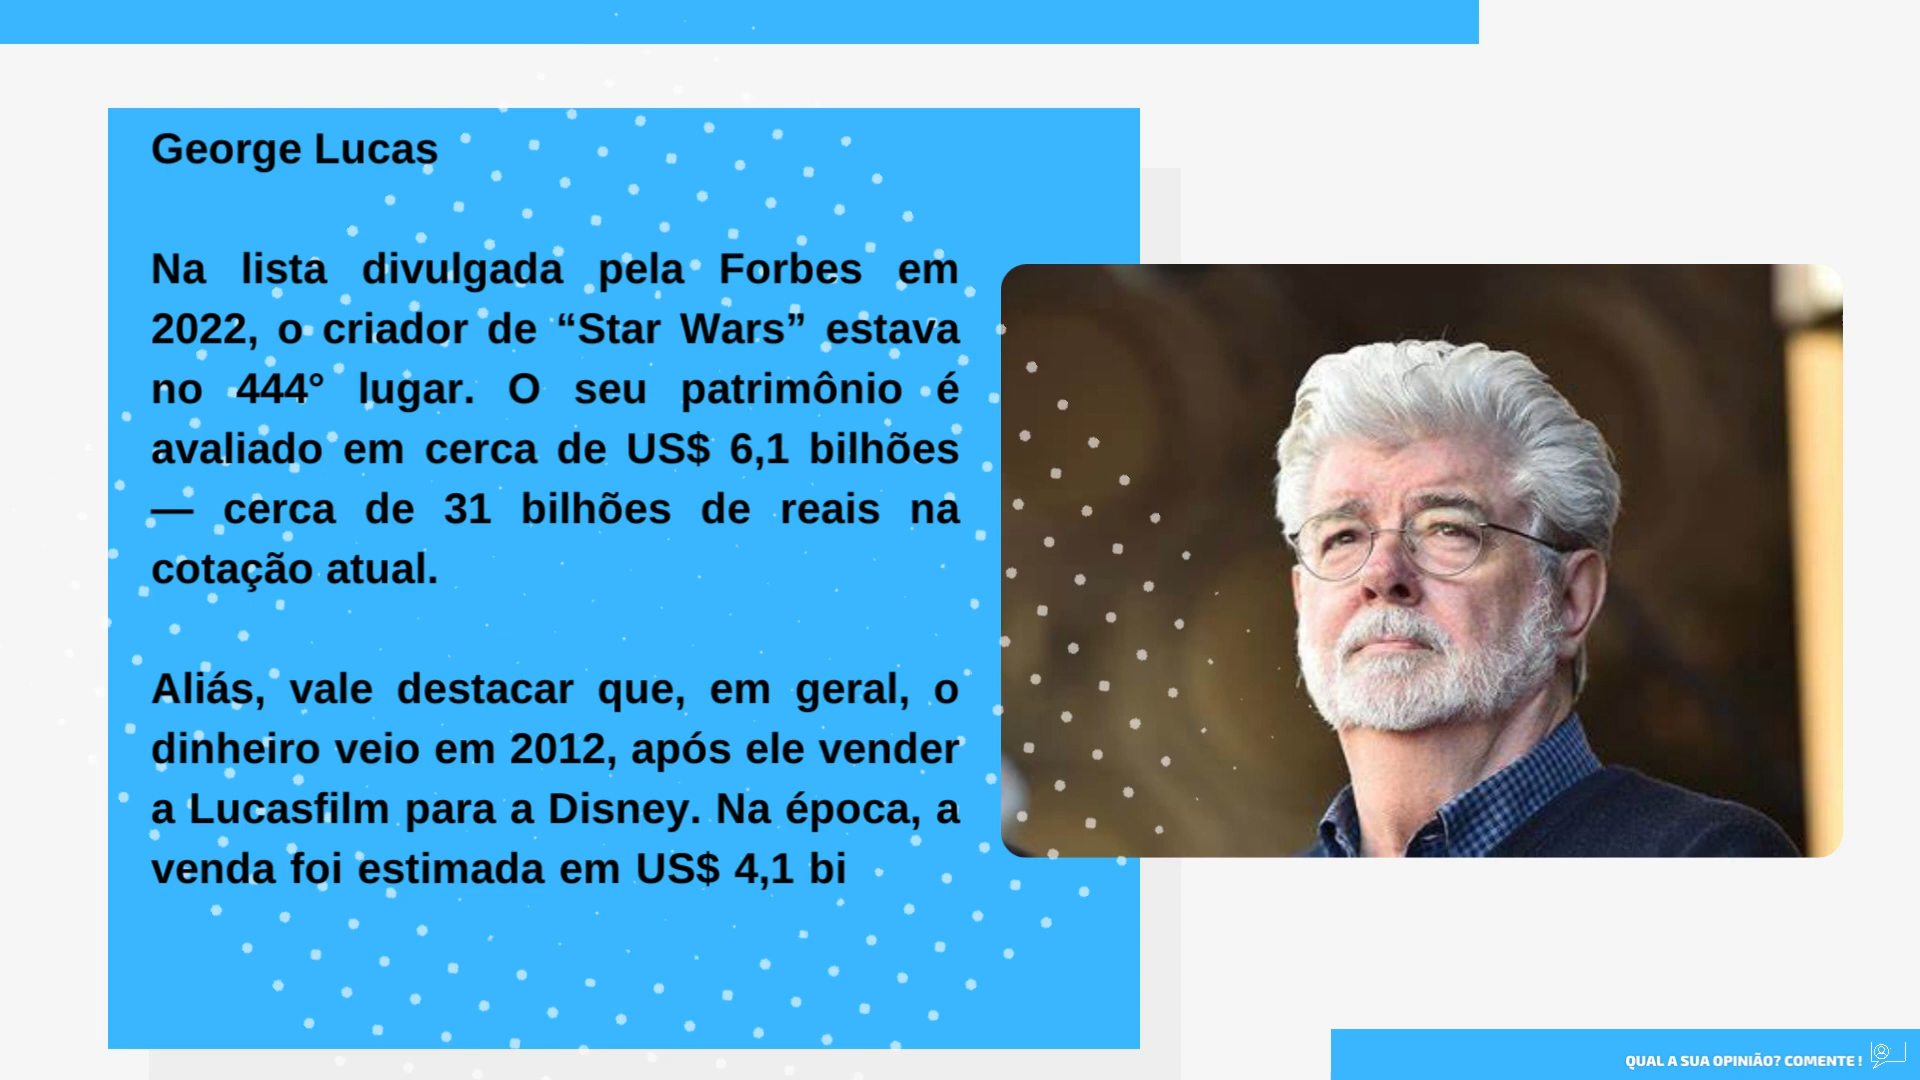 George Lucas
Na lista divulgada pela Forbes em
2022, o criador de “Star Wars” estava
no 444° lugar. O seu patrimônio é
avaliado em cerca de US$ 6,1 bilhões
— cerca de 31 bilhões de reais na
cotação atual.
Aliás, vale destacar que, em geral, o
dinheiro veio em 2012, após ele vender
a Lucasfilm para a Disney. Na época, a
venda foi estimada em US$ 4,1 bi
QUAL A SUA OPINIÃO? COMENTE !